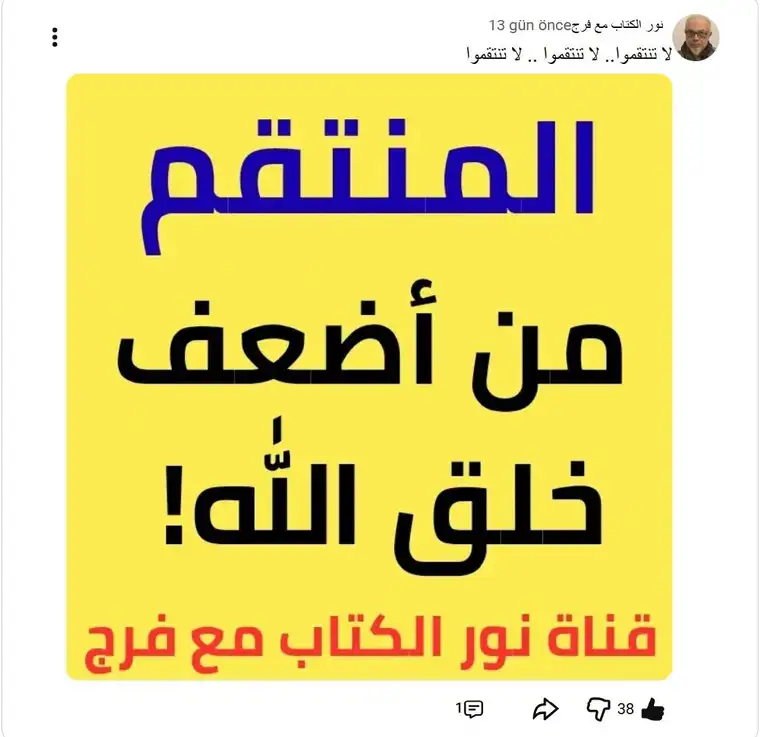 نور الكتاب مع فرج 13 gün önce
لا تنتقموا.. لا تنتقموا .. لا تنتقموا
المنتقم
من أضعف
خلق اللّٰه!
قناة نور الكتاب مع فرج
38
1